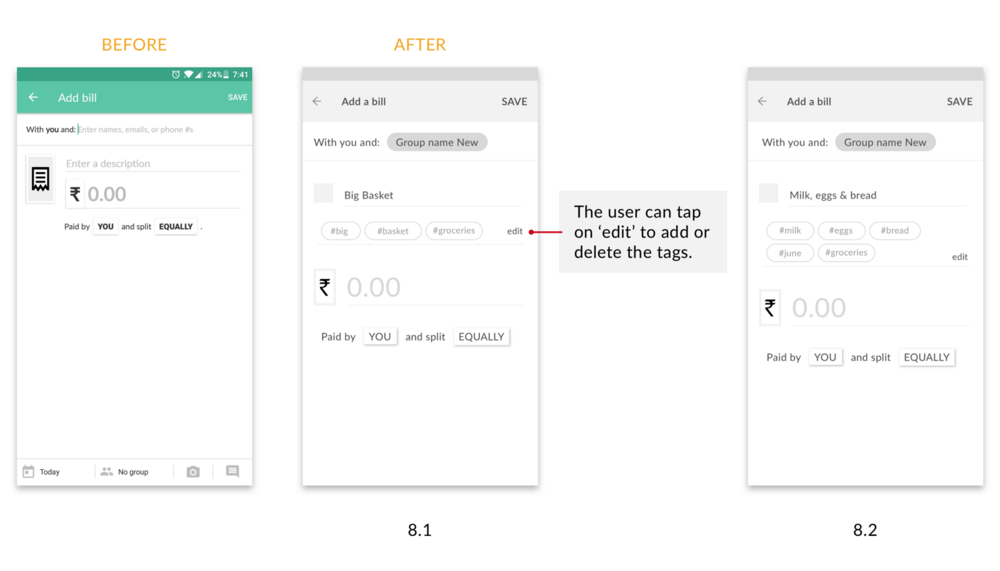 BEFORE
24% 7:41
Add bill SAVE
With you and: Enter names, emails, or phone #s
Enter a description
₹ 0.00
Paid by YOU and split EQUALLY .
Today No group
AFTER
Add a bill SAVE
With you and: Group name New
Big Basket
#big #basket #groceries edit
₹ 0.00
Paid by YOU and split EQUALLY
8.1
The user can tap
on ‘edit’ to add or
delete the tags.
Add a bill SAVE
With you and: Group name New
Milk, eggs & bread
#milk #eggs #bread
#june #groceries
edit
₹ 0.00
Paid by YOU and split EQUALLY
8.2